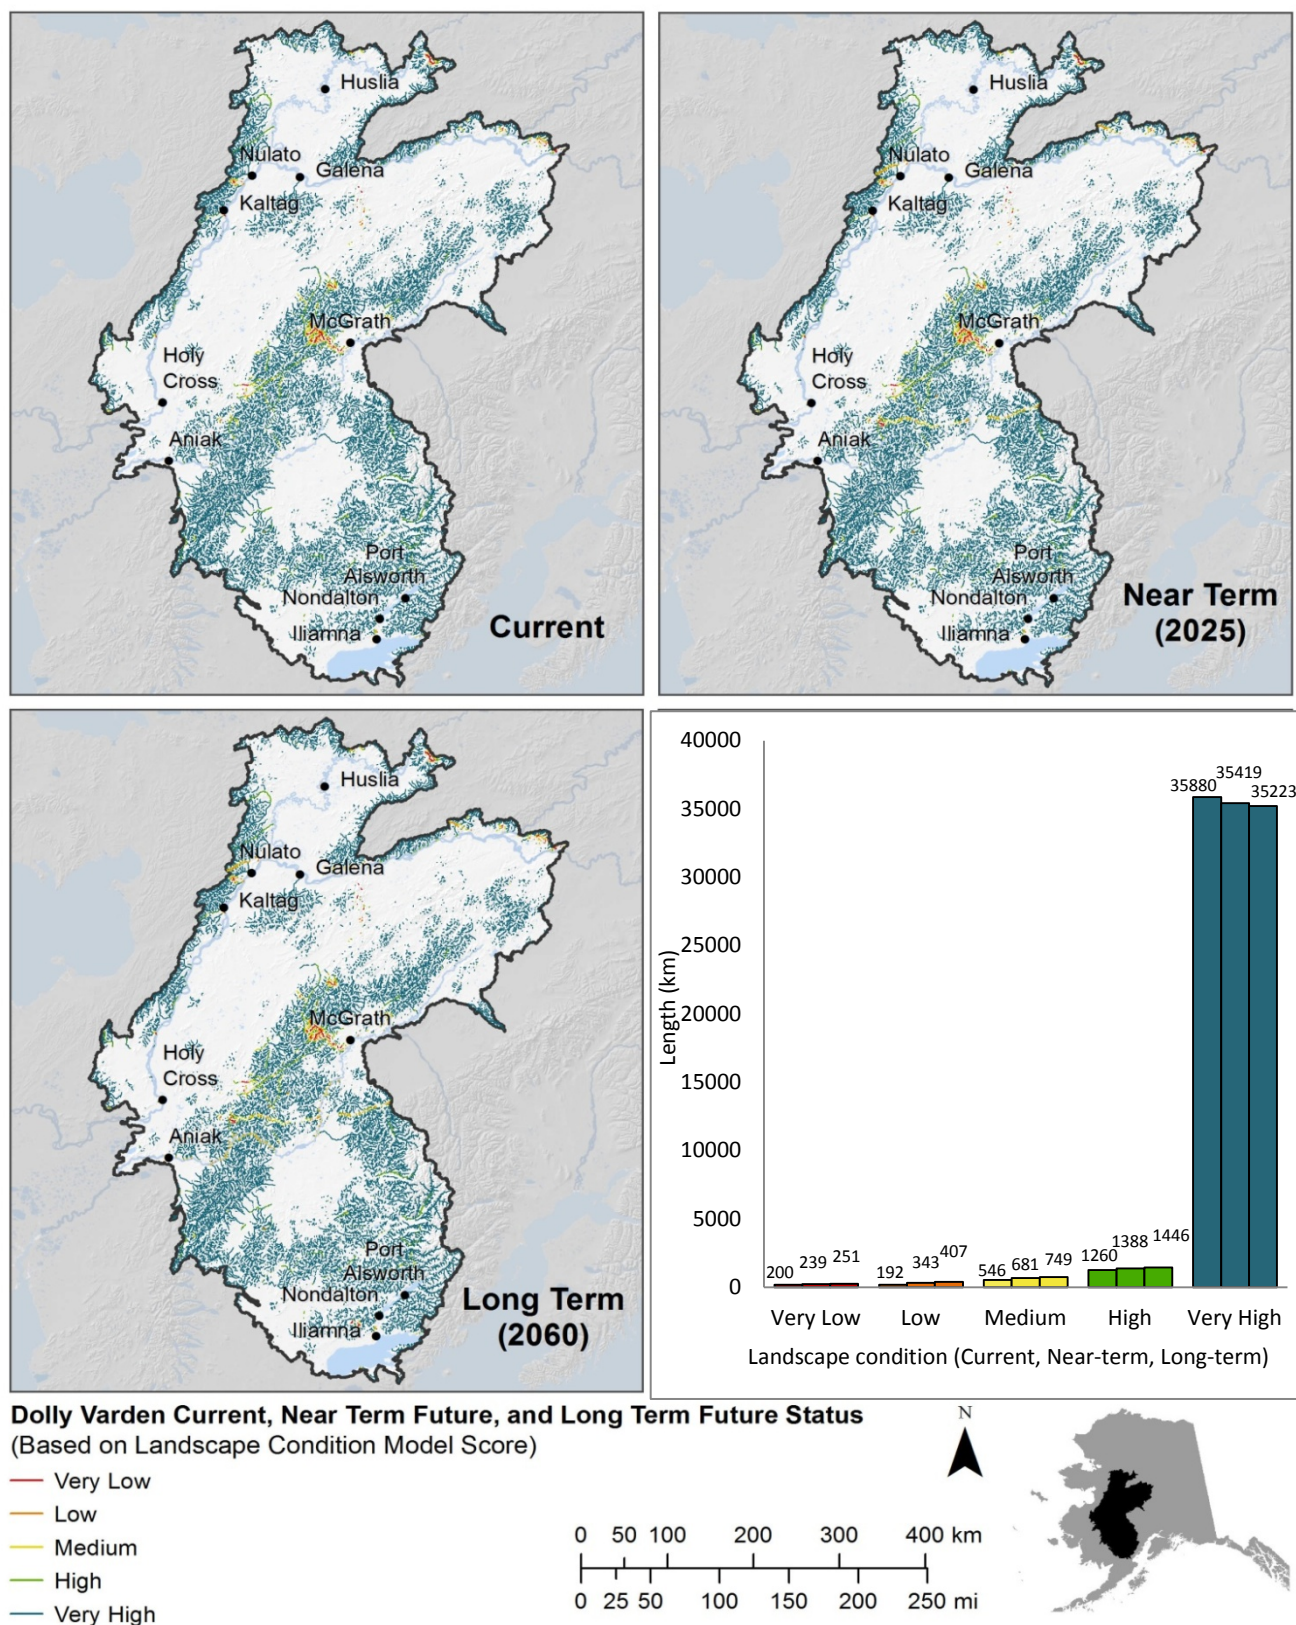 Huslia
Nulato
Galena
Kaltag
McGrath
Holy
Cross
Aniak
Port
Alsworth
Nondalton
Iliamna
Current
Huslia
Nulato
Galena
Kaltag
McGrath
Holy
Cross
Aniak
Port
Alsworth
Nondalton
Iliamna
Near Term
(2025)
Huslia
Nulato
Galena
Kaltag
McGrath
Holy
Cross
Aniak
Port
Alsworth
Nondalton
Iliamna
Long Term
(2060)
40000
35000
30000
25000
20000
15000
10000
5000
0
Length (km)
200 239 251
192 343 407
546 681 749
1260 1388 1446
35880 35419 35223
Very Low Low Medium High Very High
Landscape condition (Current, Near-term, Long-term)
Dolly Varden Current, Near Term Future, and Long Term Future Status
(Based on Landscape Condition Model Score)
Very Low
Low
Medium
High
Very High
N
0 50 100 200 300 400 km
0 25 50 100 150 200 250 mi